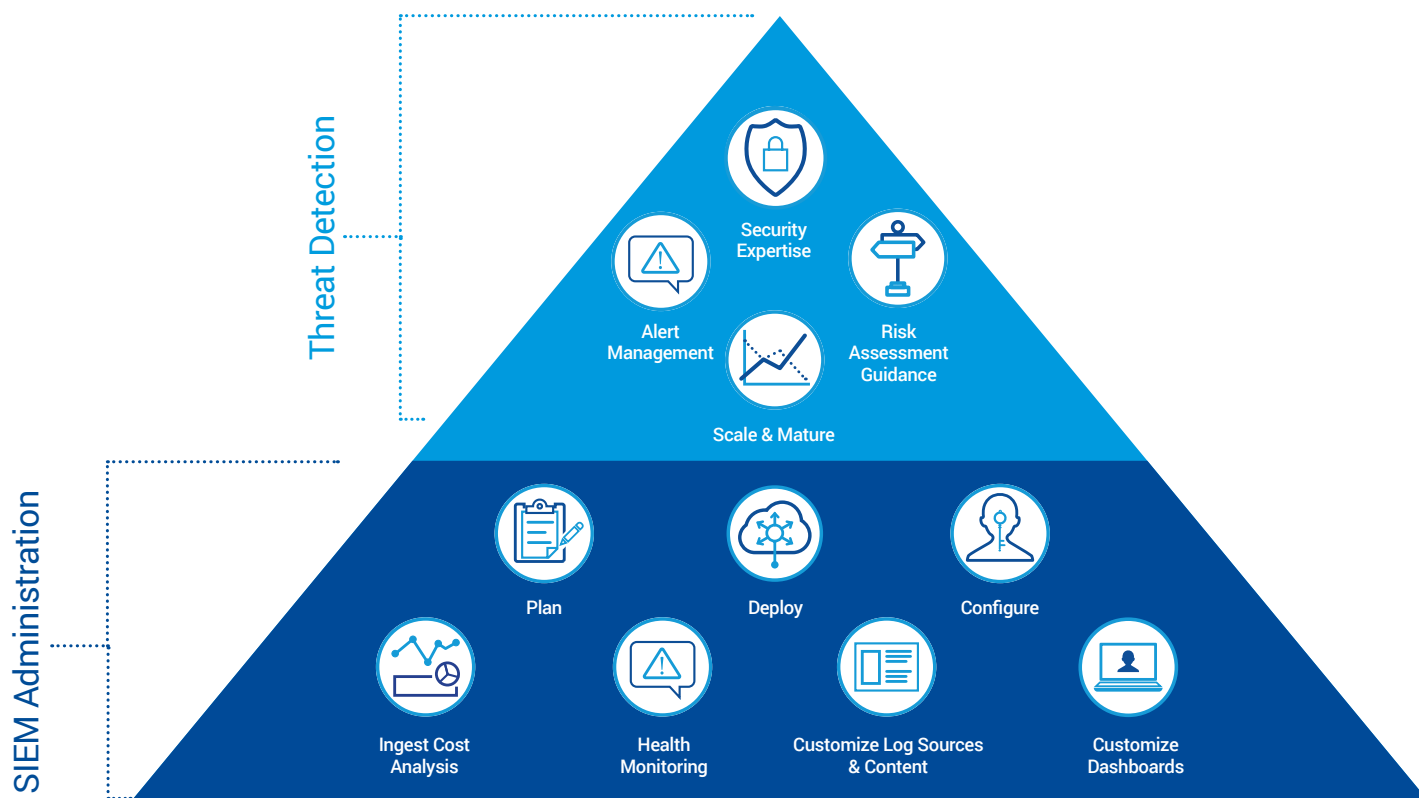 Threat Detection
Security
Expertise
Alert
Management
Risk
Assessment
Guidance
Scale & Mature
SIEM Administration
Plan
Deploy
Configure
Ingest Cost
Analysis
Health
Monitoring
Customize Log Sources
& Content
Customize
Dashboards